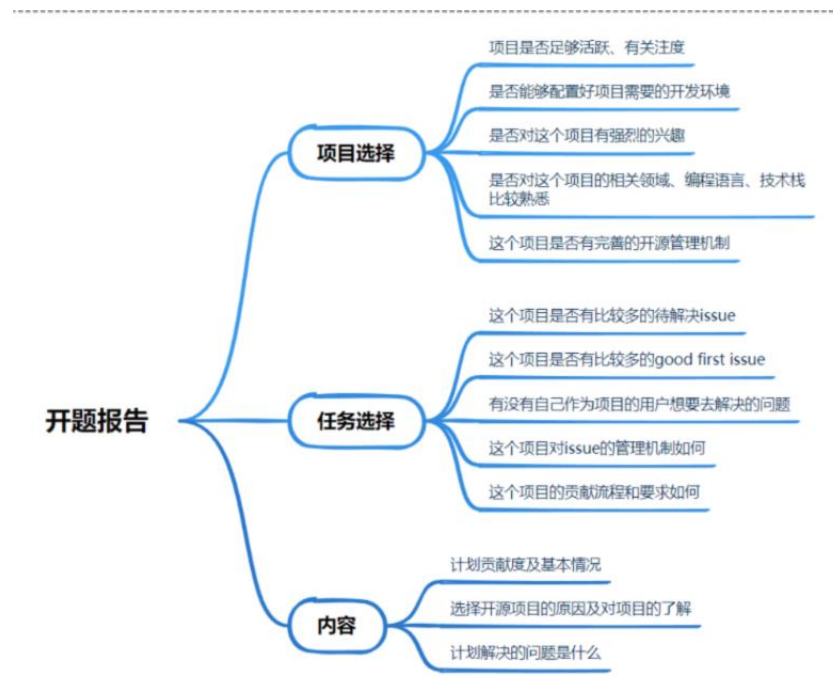 开题报告
项目选择
项目是否足够活跃、有关注度
是否能够配置好项目需要的开发环境
是否对这个项目有强烈的兴趣
是否对这个项目的相关领域、编程语言、技术栈
比较熟悉
这个项目是否有完善的开源管理机制
任务选择
这个项目是否有比较多的待解决issue
这个项目是否有比较多的good first issue
有没有自己作为项目的用户想要去解决的问题
这个项目对issue的管理机制如何
这个项目的贡献流程和要求如何
内容
计划贡献度及基本情况
选择开源项目的原因及对项目的了解
计划解决的问题是什么